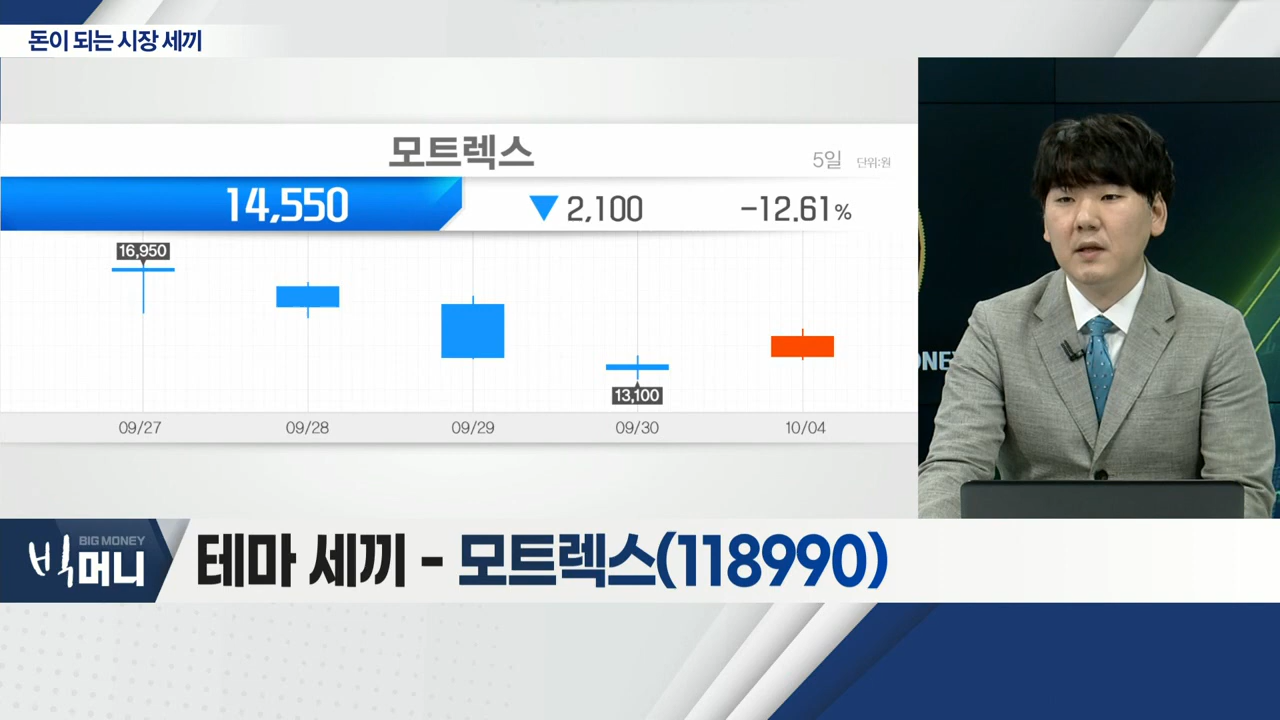 돈이 되는 시장 세끼
모트렉스
5일 단위:원
14,550 ▼ 2,100 -12.61%
16,950
13,100
09/27 09/28 09/29 09/30 10/04
BIG MONEY
빅머니
테마 세끼 - 모트렉스(118990)